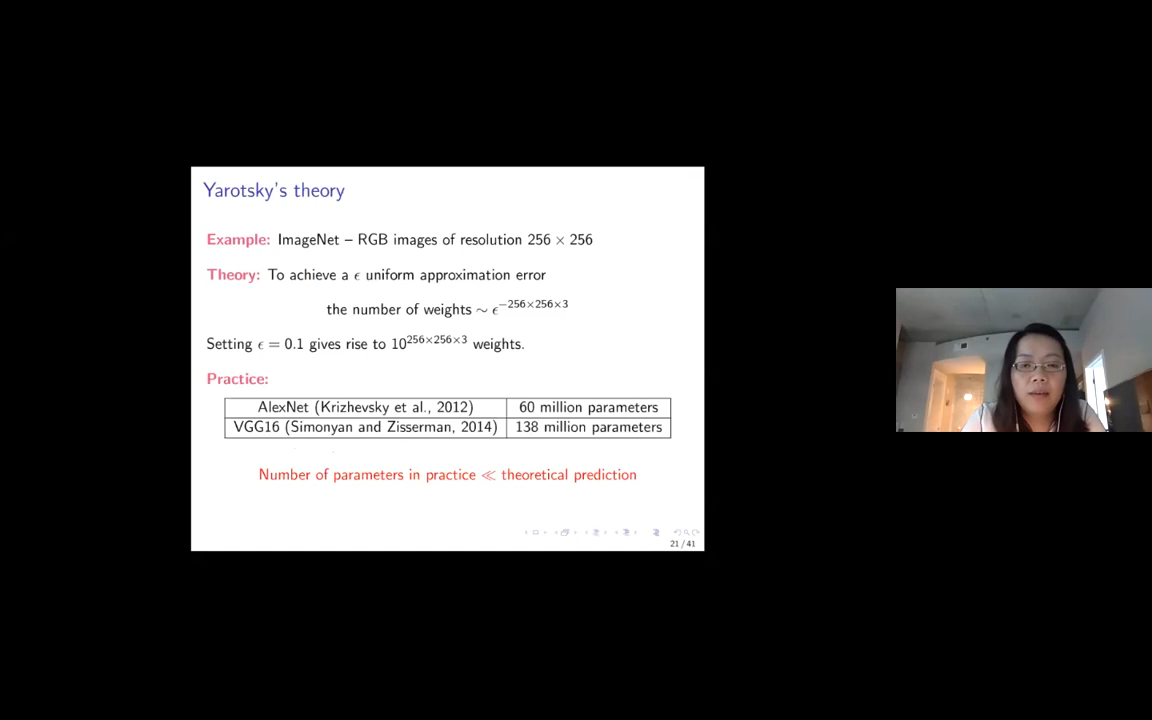 Yarotsky's theory
Example: ImageNet – RGB images of resolution 256 × 256
Theory: To achieve a ϵ uniform approximation error
the number of weights ∼ ϵ^{−256×256×3}
Setting ϵ = 0.1 gives rise to 10^{256×256×3} weights.
Practice:
AlexNet (Krizhevsky et al., 2012) 60 million parameters
VGG16 (Simonyan and Zisserman, 2014) 138 million parameters
Number of parameters in practice ≪ theoretical prediction
21 / 41